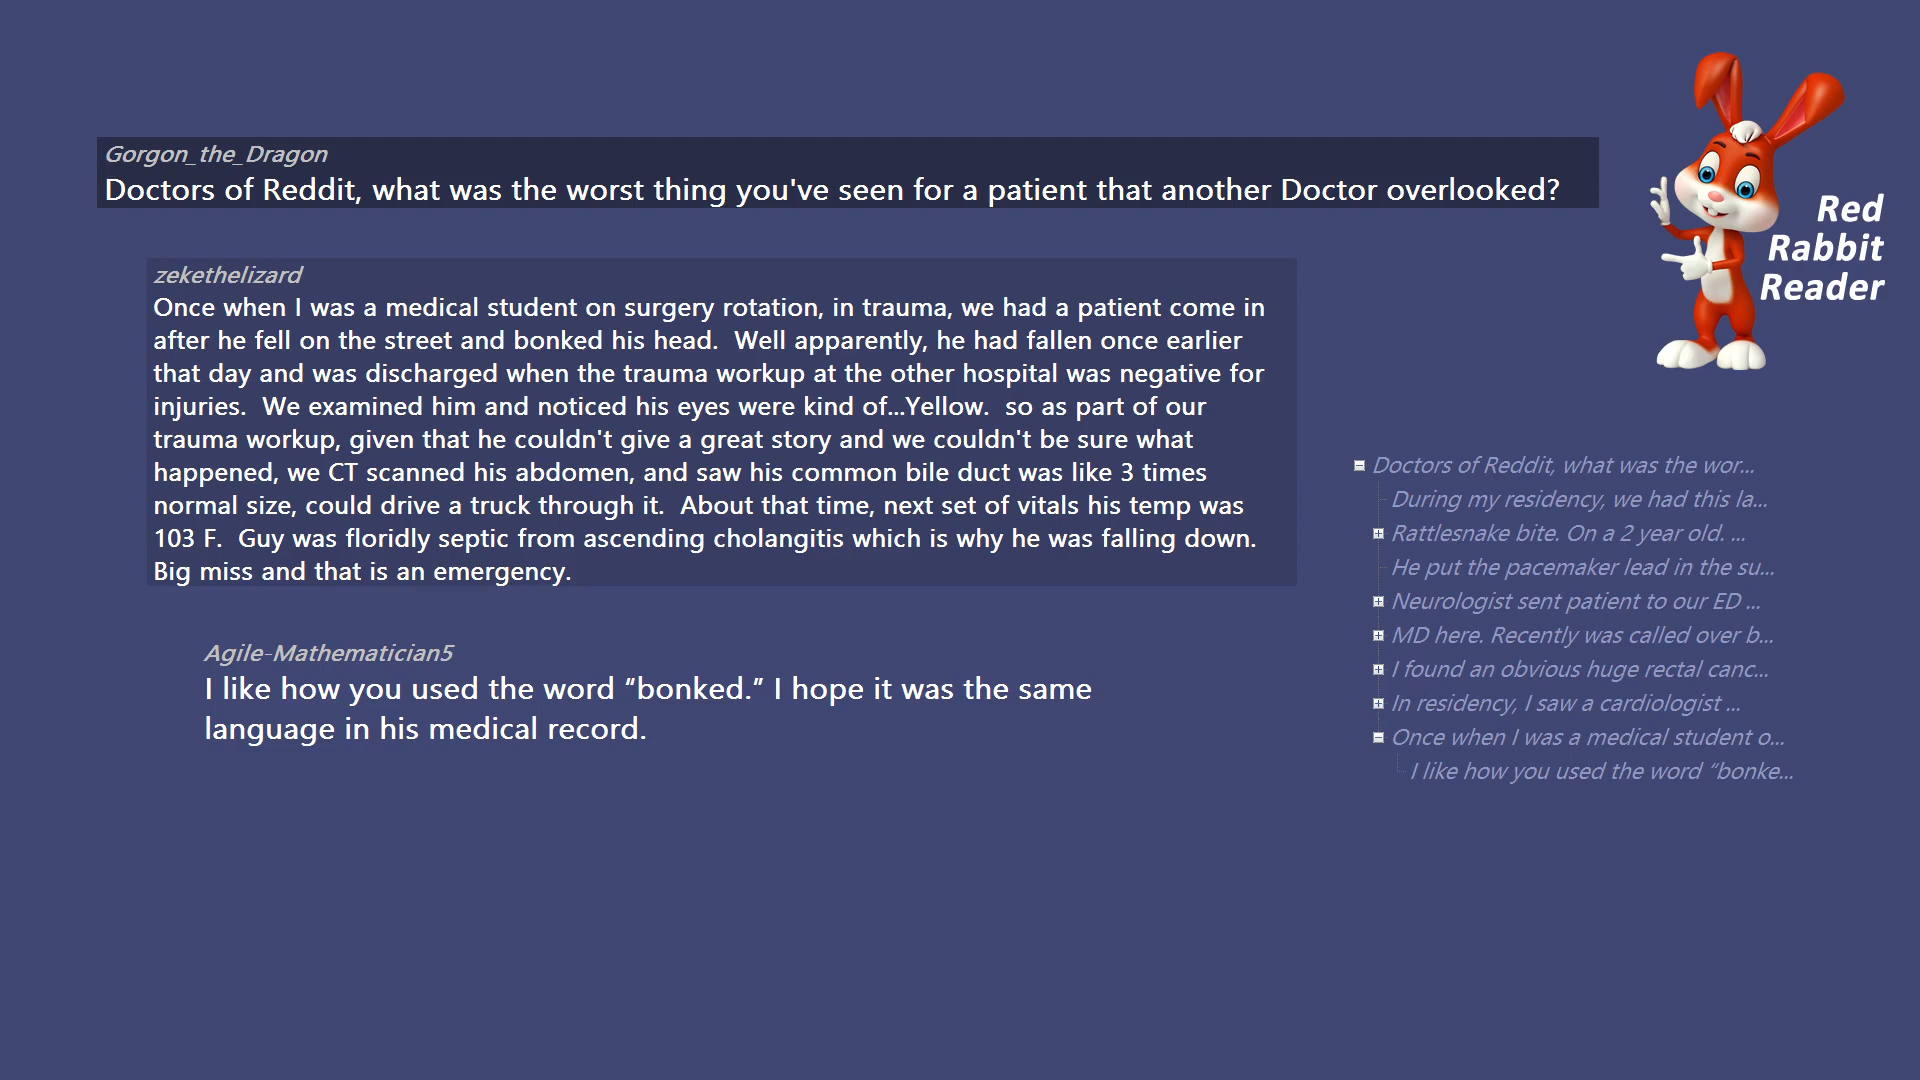 Gorgon_the_Dragon
Doctors of Reddit, what was the worst thing you've seen for a patient that another Doctor overlooked?
Red
Rabbit
Reader
zekethelizard
Once when I was a medical student on surgery rotation, in trauma, we had a patient come in
after he fell on the street and bonked his head.  Well apparently, he had fallen once earlier
that day and was discharged when the trauma workup at the other hospital was negative for
injuries.  We examined him and noticed his eyes were kind of...Yellow.  so as part of our
trauma workup, given that he couldn't give a great story and we couldn't be sure what
happened, we CT scanned his abdomen, and saw his common bile duct was like 3 times
normal size, could drive a truck through it.  About that time, next set of vitals his temp was
103 F.  Guy was floridly septic from ascending cholangitis which is why he was falling down.
Big miss and that is an emergency.
Agile-Mathematician5
I like how you used the word “bonked.” I hope it was the same
language in his medical record.
Doctors of Reddit, what was the wor...
During my residency, we had this la...
Rattlesnake bite. On a 2 year old. ...
He put the pacemaker lead in the su...
Neurologist sent patient to our ED ...
MD here. Recently was called over b...
I found an obvious huge rectal canc...
In residency, I saw a cardiologist ...
Once when I was a medical student o...
I like how you used the word “bonke...